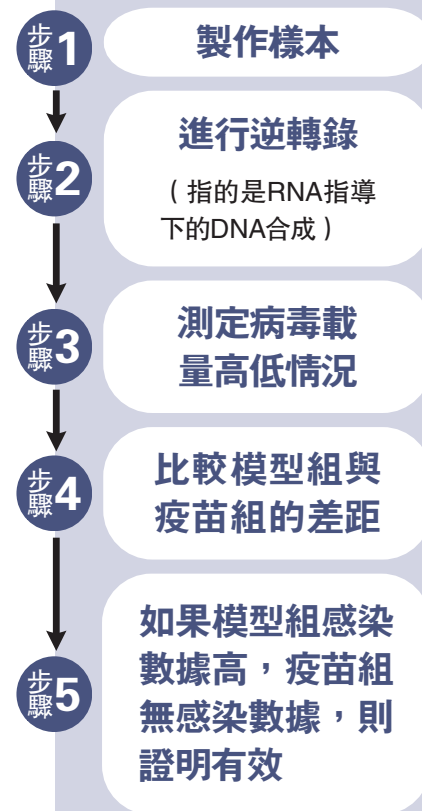 步驟1
製作樣本
步驟2
進行逆轉錄
（指的是RNA指導
下的DNA合成）
步驟3
測定病毒載
量高低情況
步驟4
比較模型組與
疫苗組的差距
步驟5
如果模型組感染
數據高，疫苗組
無感染數據，則
證明有效